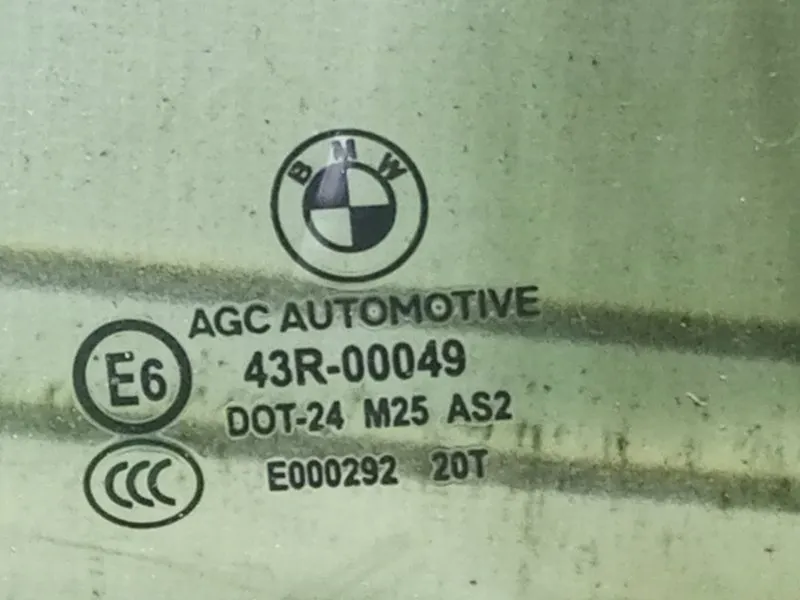 BMW
AGC AUTOMOTIVE
E6
43R-00049
DOT-24 M25 AS2
CCC
E000292 20T